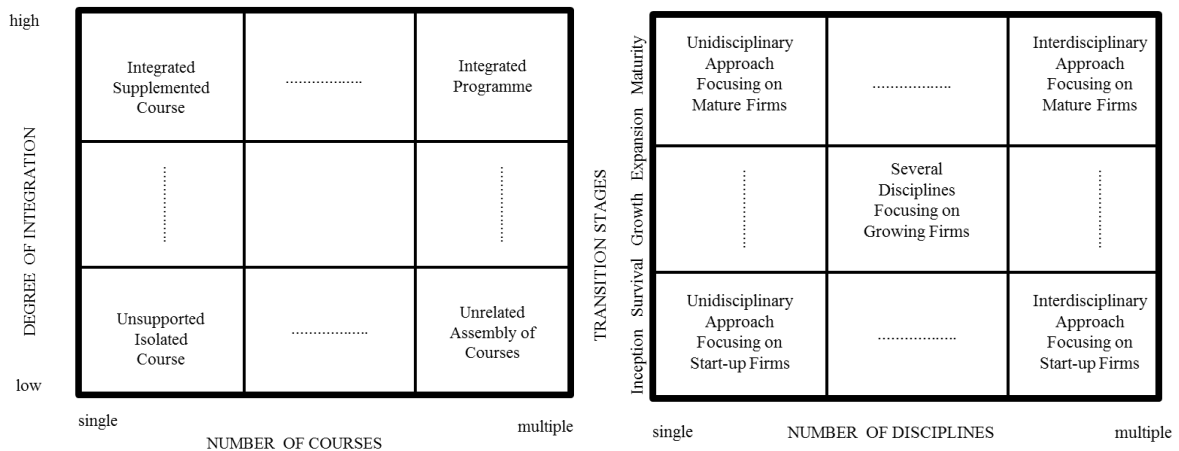 high
Integrated
Supplemented
Course
.................
Integrated
Programme
DEGREE OF INTEGRATION
Unsupported
Isolated
Course
.................
Unrelated
Assembly of
Courses
low
single
multiple
NUMBER OF COURSES
Unidisciplinary
Approach
Focusing on
Mature Firms
.................
Interdisciplinary
Approach
Focusing on
Mature Firms
TRANSITION STAGES
Inception Survival Growth Expansion Maturity
Several
Disciplines
Focusing on
Growing Firms
Unidisciplinary
Approach
Focusing on
Start-up Firms
.................
Interdisciplinary
Approach
Focusing on
Start-up Firms
single
NUMBER OF DISCIPLINES
multiple